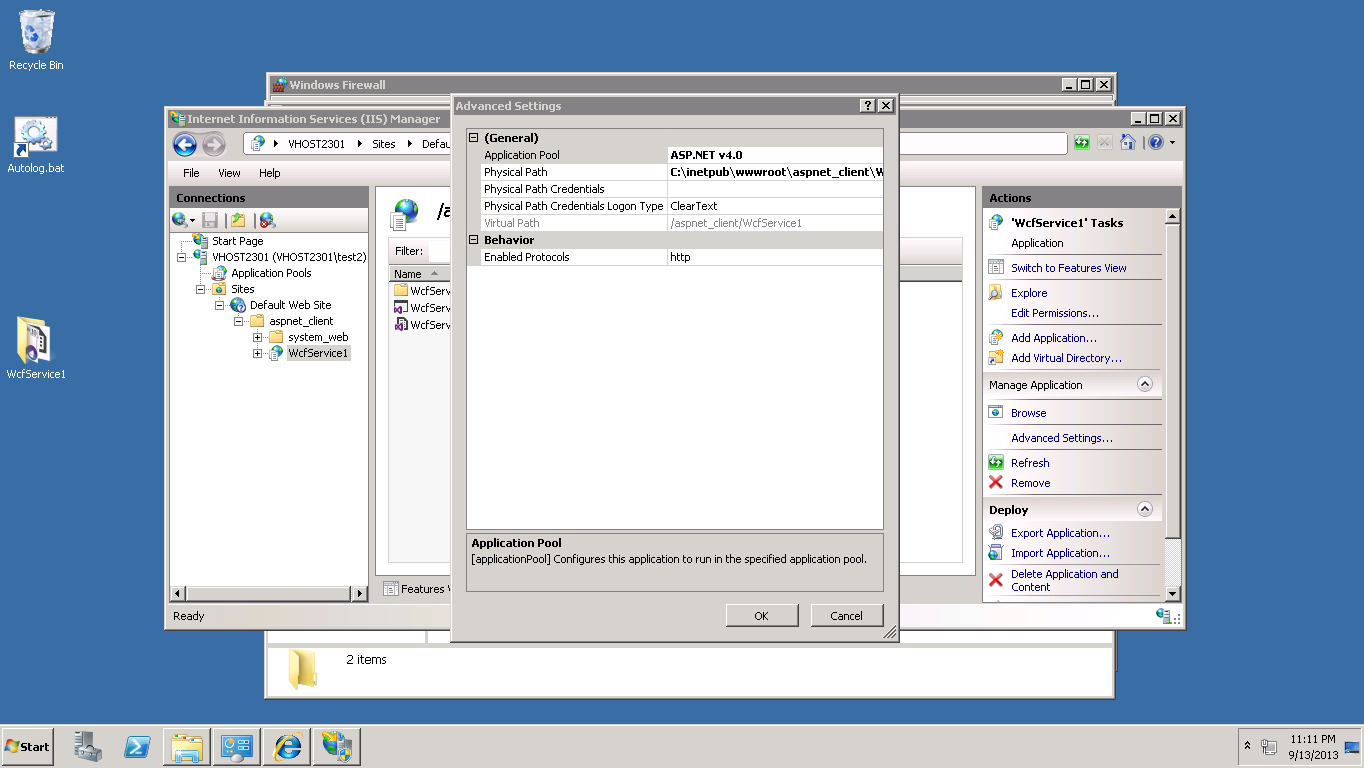 Recycle Bin
Autolog.bat
WcfService1
Windows Firewall
Internet Information Services (IIS) Manager
VHOST2301 Sites Defau
File View Help
Connections
Start Page
VHOST2301 (VHOST2301\test2)
Application Pools
Sites
Default Web Site
aspnet_client
system_web
WcfService1
/a
Filter:
Name
WcfServ
WcfServ
WcfServ
Features
Ready
Advanced Settings
(General)
Application Pool ASP.NET v4.0
Physical Path C:\inetpub\wwwroot\aspnet_client\W
Physical Path Credentials
Physical Path Credentials Logon Type ClearText
Virtual Path /aspnet_client/WcfService1
Behavior
Enabled Protocols http
Application Pool
[applicationPool] Configures this application to run in the specified application pool.
OK Cancel
Actions
'WcfService1' Tasks
Application
Switch to Features View
Explore
Edit Permissions...
Add Application...
Add Virtual Directory...
Manage Application
Browse
Advanced Settings...
Refresh
Remove
Deploy
Export Application...
Import Application...
Delete Application and
Content
2 items
Start
11:11 PM
9/13/2013